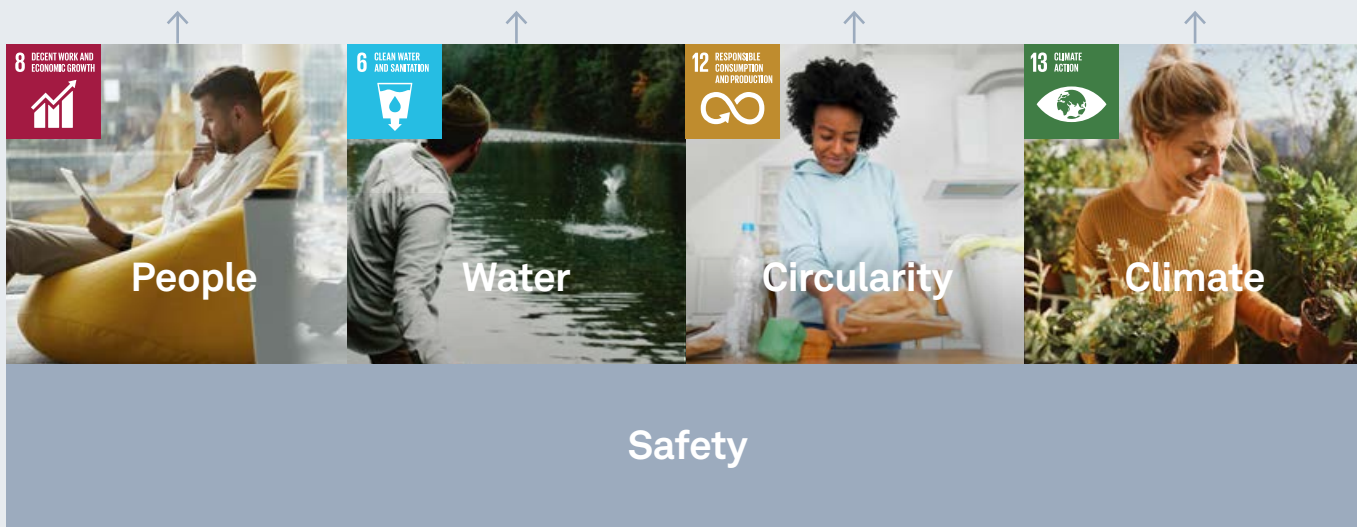 8 DECENT WORK AND
ECONOMIC GROWTH
6 CLEAN WATER
AND SANITATION
12 RESPONSIBLE
CONSUMPTION
AND PRODUCTION
13 CLIMATE
ACTION
People
Water
Circularity
Climate
Safety